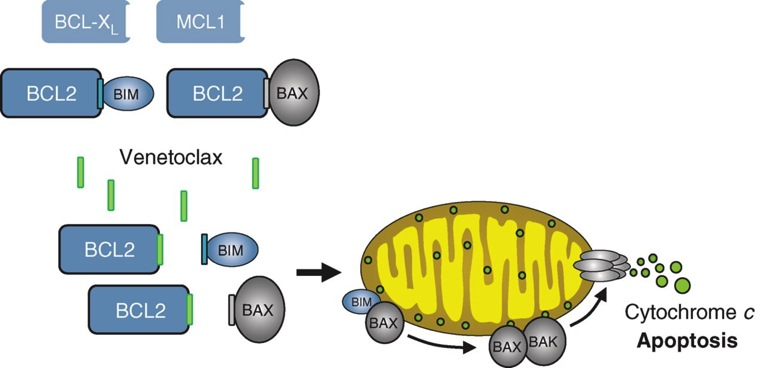 BCL-XL
MCL1
BCL2
BIM
BCL2
BAX
Venetoclax
BCL2
BIM
BCL2
BAX
BIM
BAX
BAX
BAK
Cytochrome c
Apoptosis